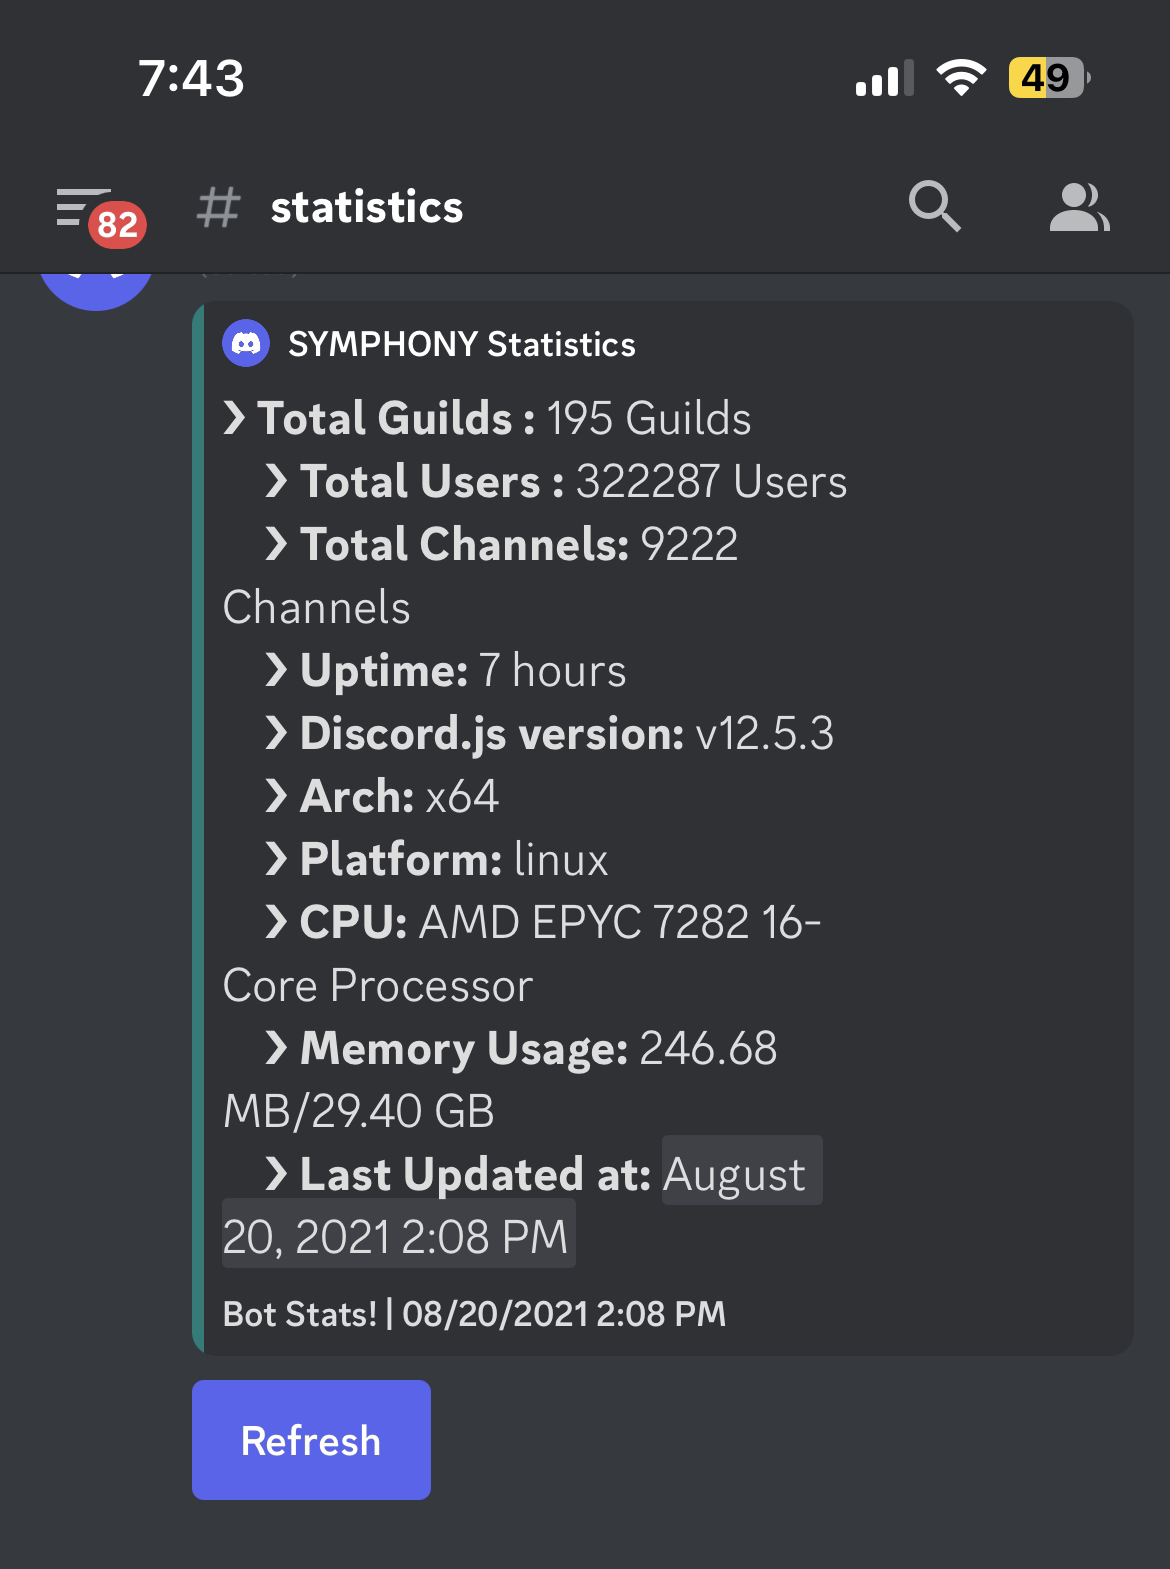 7:43
49
82
# statistics
SYMPHONY Statistics
❯ Total Guilds : 195 Guilds
❯ Total Users : 322287 Users
❯ Total Channels: 9222
Channels
❯ Uptime: 7 hours
❯ Discord.js version: v12.5.3
❯ Arch: x64
❯ Platform: linux
❯ CPU: AMD EPYC 7282 16-
Core Processor
❯ Memory Usage: 246.68
MB/29.40 GB
❯ Last Updated at: August
20, 2021 2:08 PM
Bot Stats! | 08/20/2021 2:08 PM
Refresh